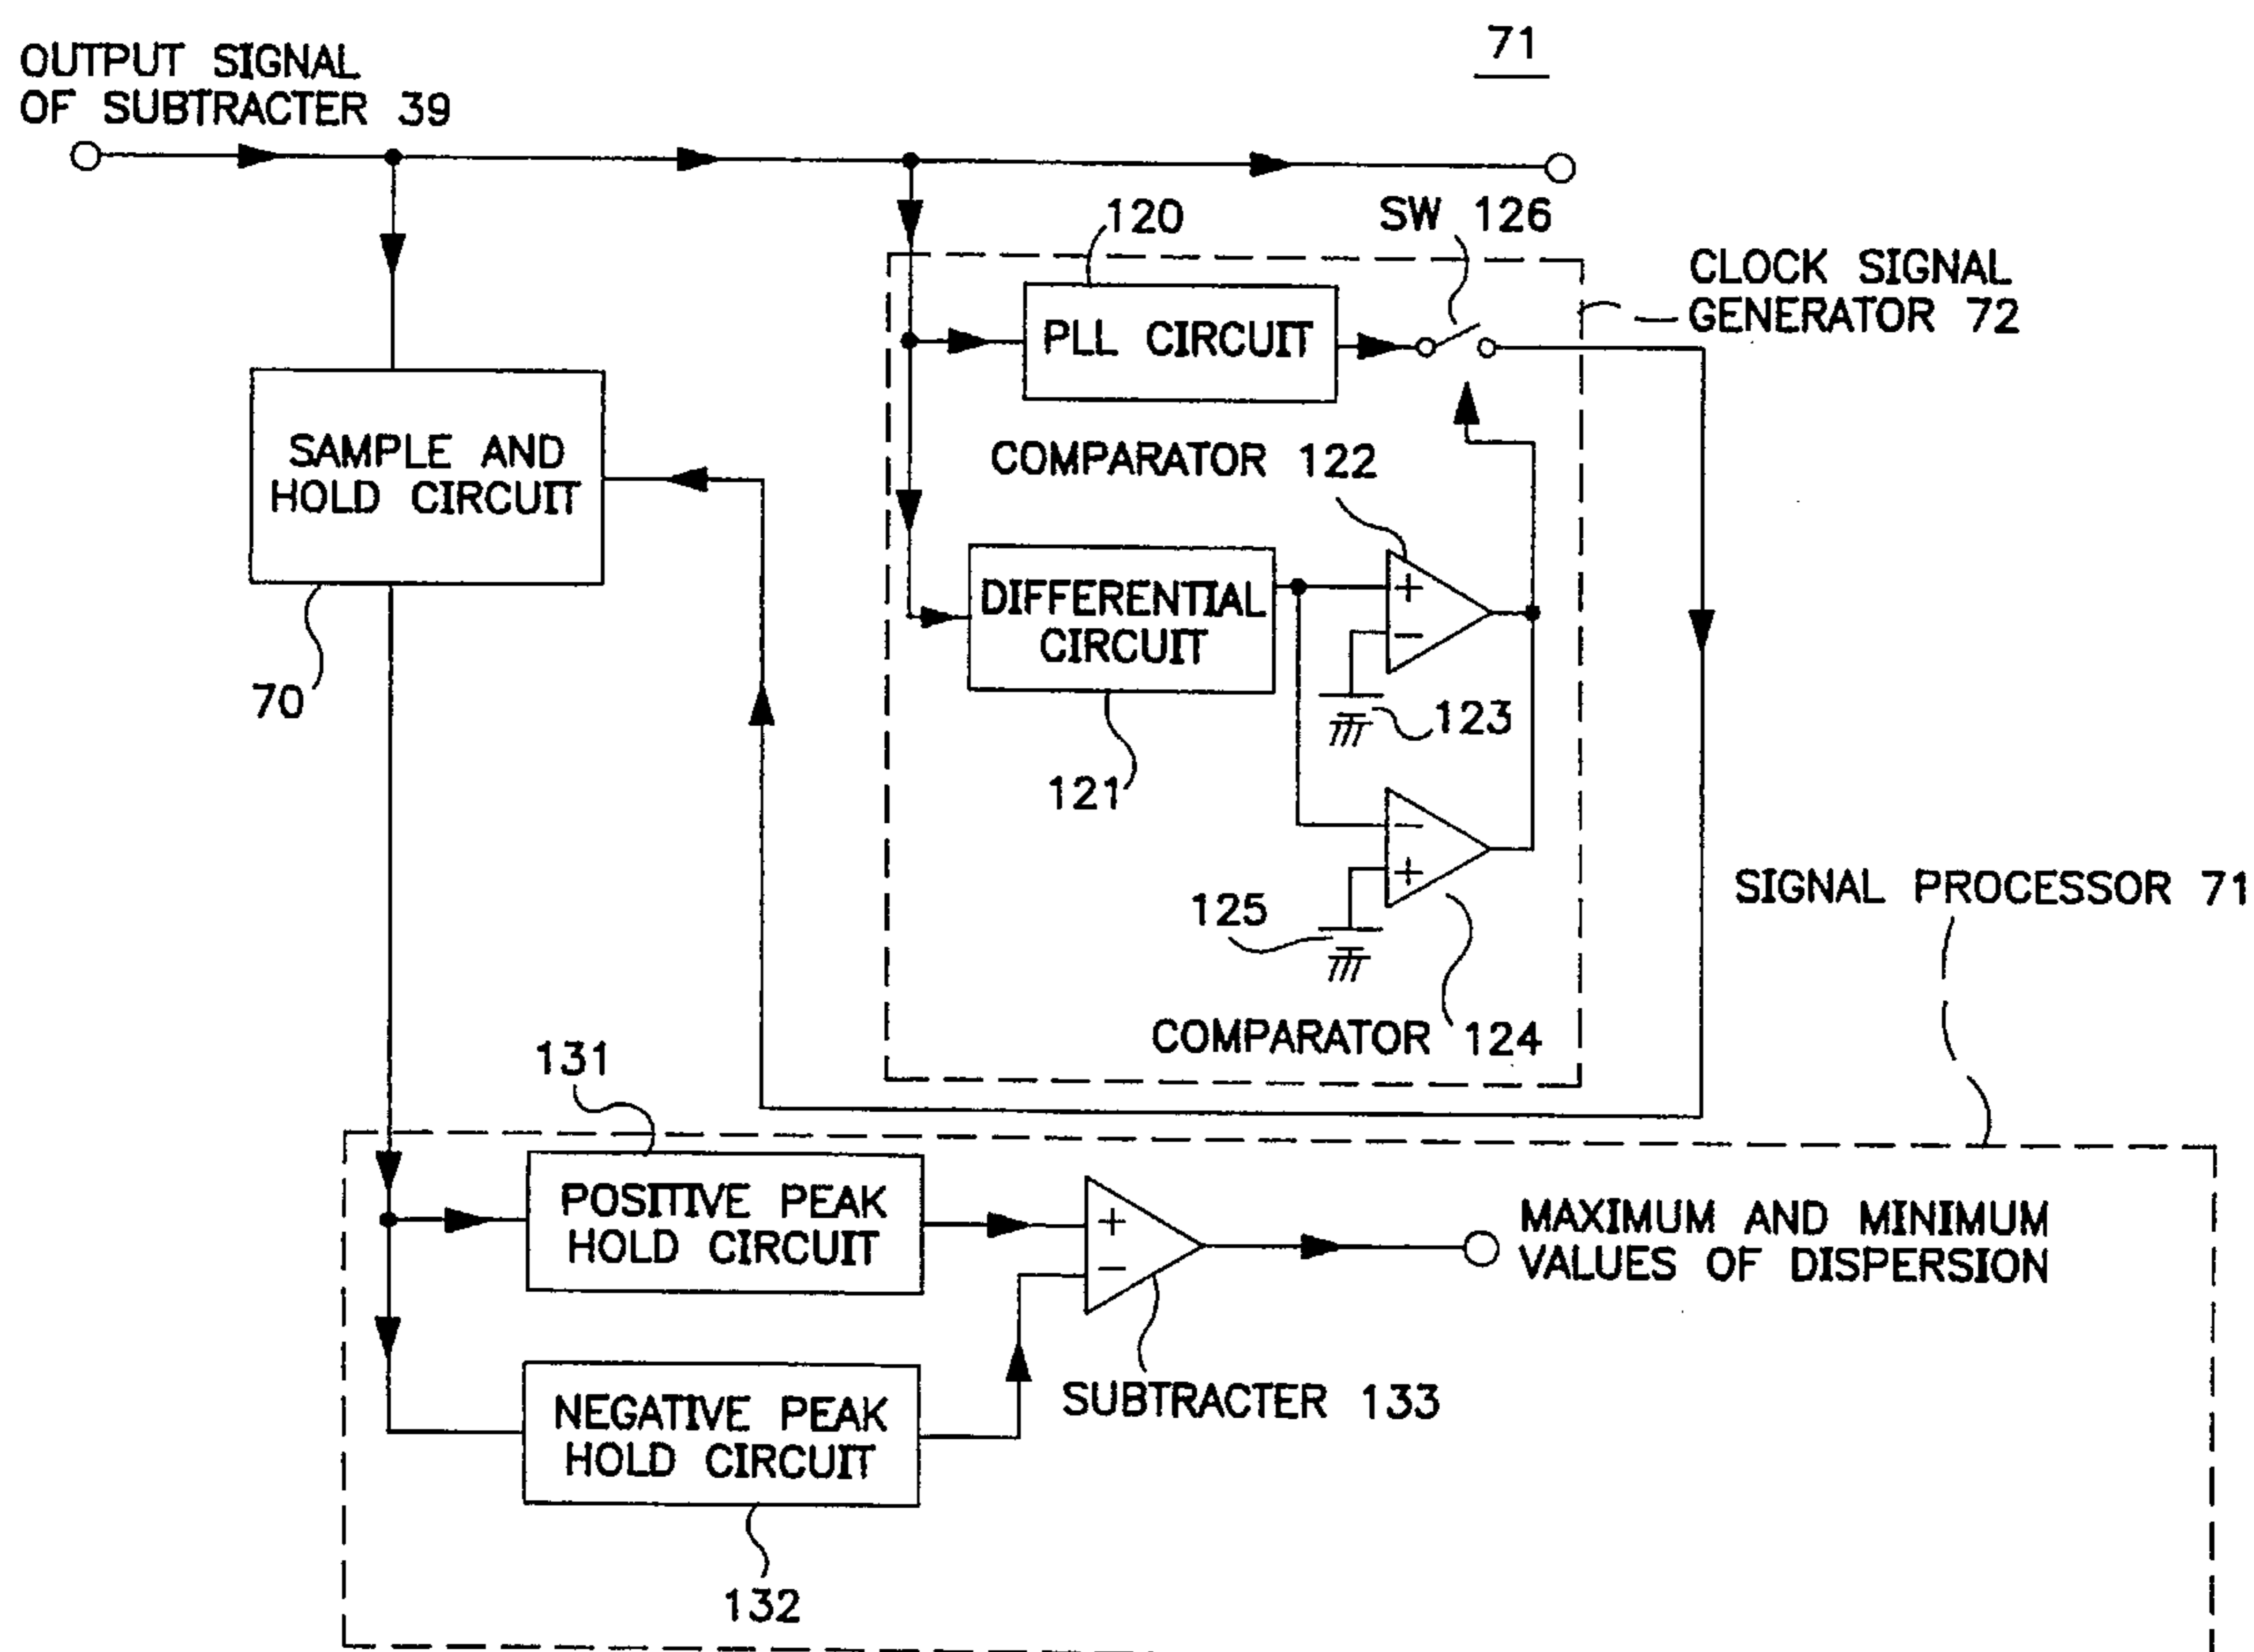 71
OUTPUT SIGNAL
OF SUBTRACTER 39
120
SW 126
CLOCK SIGNAL
GENERATOR 72
PLL CIRCUIT
SAMPLE AND
HOLD CIRCUIT
COMPARATOR 122
+
−
DIFFERENTIAL
CIRCUIT
70
123
121
−
+
125
SIGNAL PROCESSOR 71
COMPARATOR 124
131
POSITIVE PEAK
HOLD CIRCUIT
+
−
MAXIMUM AND MINIMUM
VALUES OF DISPERSION
SUBTRACTER 133
NEGATIVE PEAK
HOLD CIRCUIT
132